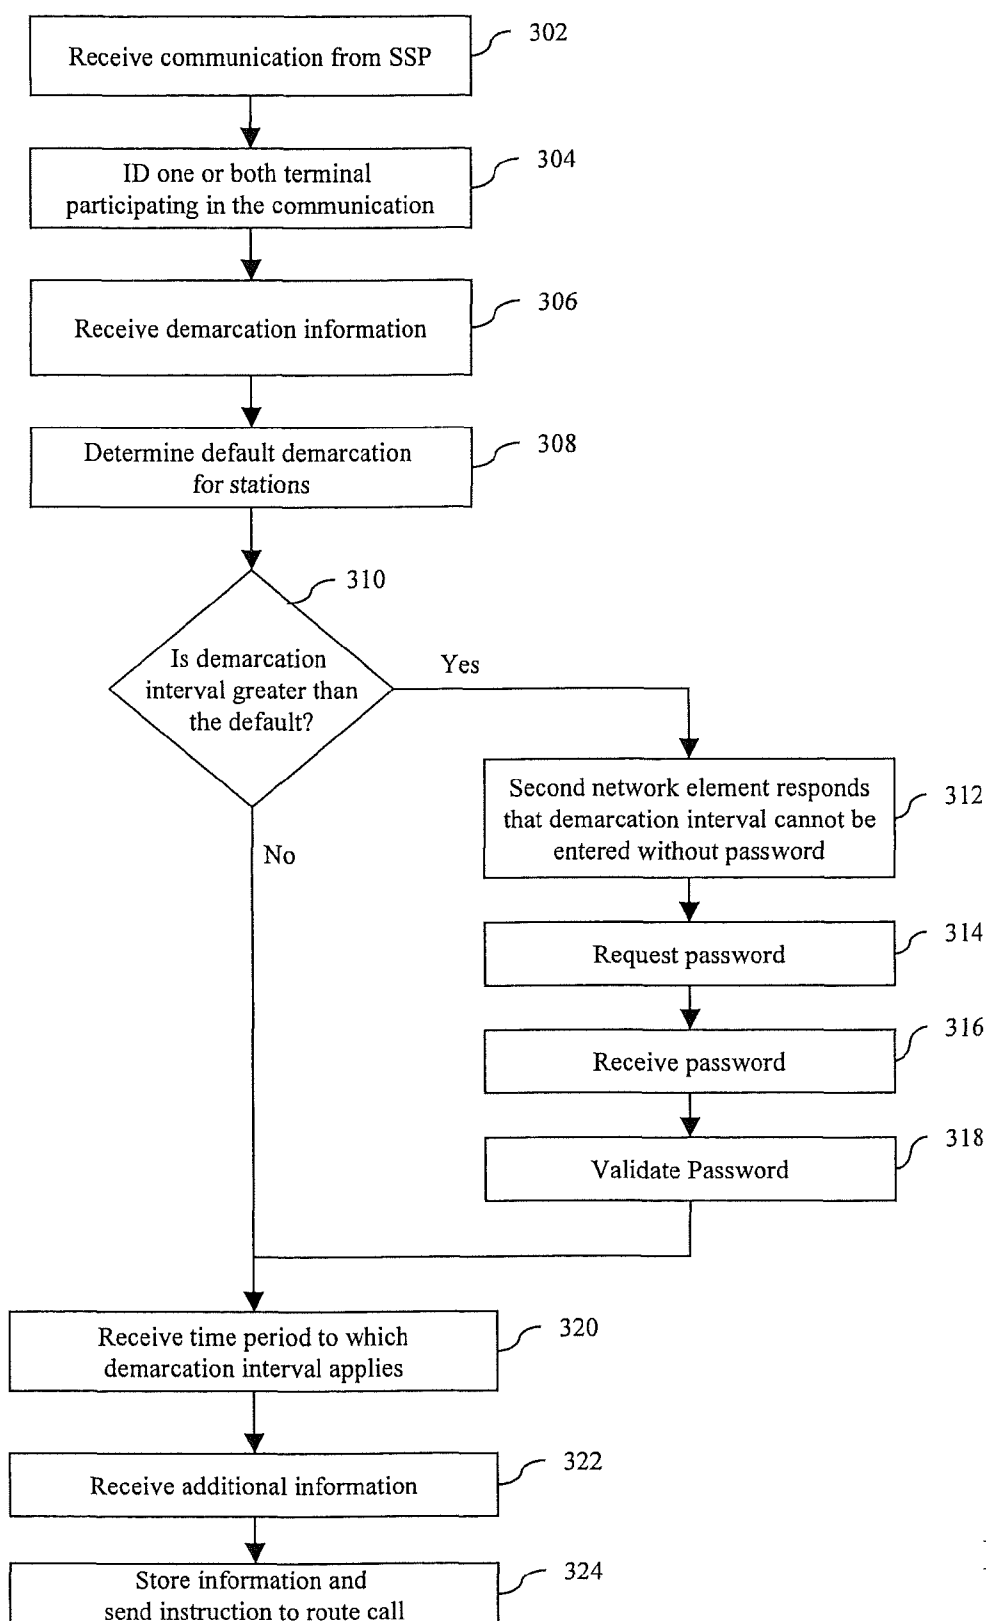 302
Receive communication from SSP
304
ID one or both terminal
participating in the communication
306
Receive demarcation information
308
Determine default demarcation
for stations
310
Is demarcation
interval greater than
the default?
Yes
No
312
Second network element responds
that demarcation interval cannot be
entered without password
314
Request password
316
Receive password
318
Validate Password
320
Receive time period to which
demarcation interval applies
322
Receive additional information
324
Store information and
send instruction to route call